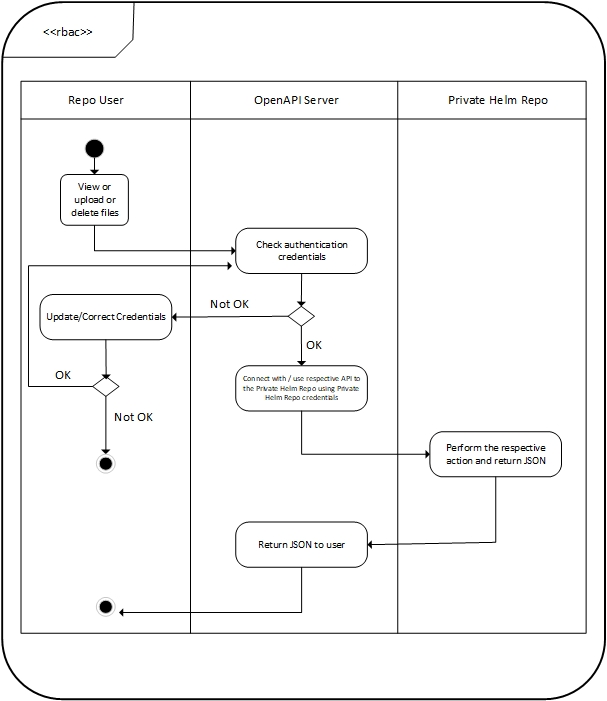 <<rbac>>
Repo User
OpenAPI Server
Private Helm Repo
View or
upload or
delete files
Check authentication
credentials
Not OK
Update/Correct Credentials
OK
Connect with / use respective API to
the Private Helm Repo using Private
Helm Repo credentials
OK
Not OK
Perform the respective
action and return JSON
Return JSON to user